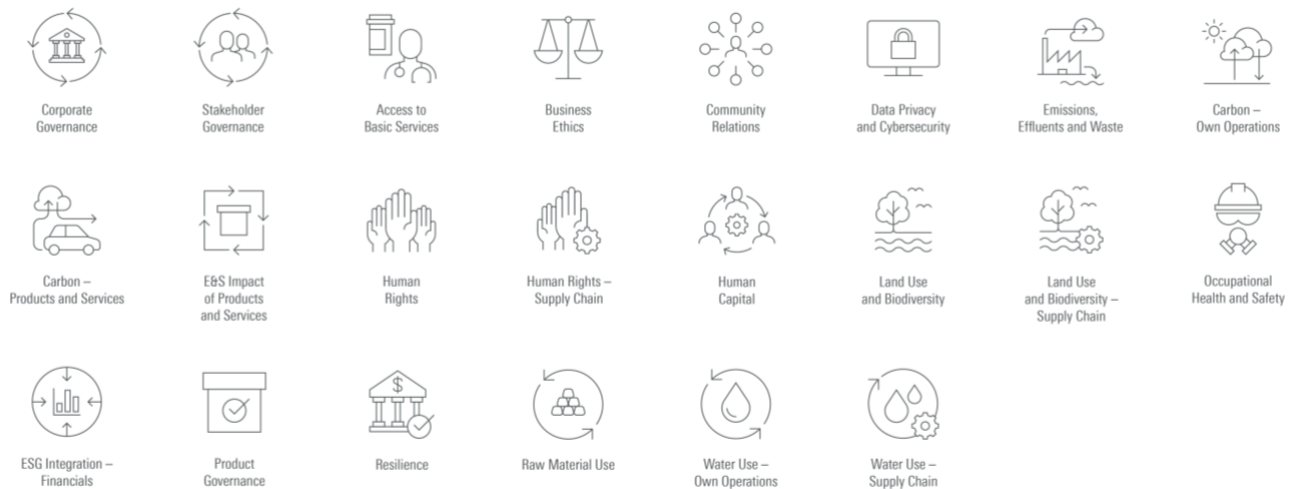 Corporate
Governance
Stakeholder
Governance
Access to
Basic Services
Business
Ethics
Community
Relations
Data Privacy
and Cybersecurity
Emissions,
Effluents and Waste
Carbon –
Own Operations
Carbon –
Products and Services
E&S Impact
of Products
and Services
Human
Rights
Human Rights –
Supply Chain
Human
Capital
Land Use
and Biodiversity
Land Use
and Biodiversity –
Supply Chain
Occupational
Health and Safety
ESG Integration –
Financials
Product
Governance
$
Resilience
Raw Material Use
Water Use –
Own Operations
Water Use –
Supply Chain